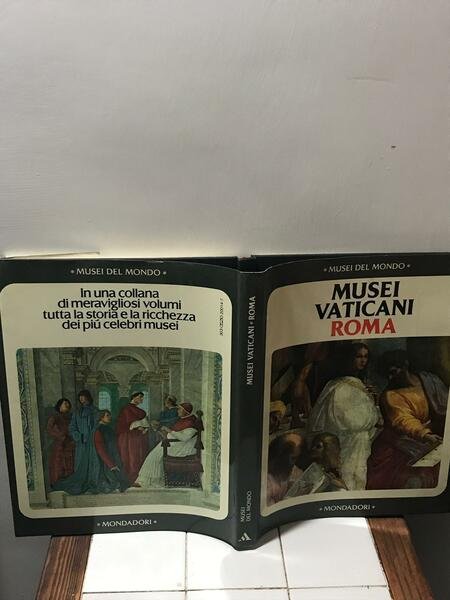 * MUSEI DEL MONDO *
In una collana
di meravigliosi volumi
tutta la storia e la ricchezza
dei piú celebri musei
* MONDADORI *
MUSEI VATICANI * ROMA
MUSEI
DEL MONDO
* MUSEI DEL MONDO *
MUSEI
VATICANI
ROMA
* MONDADORI *